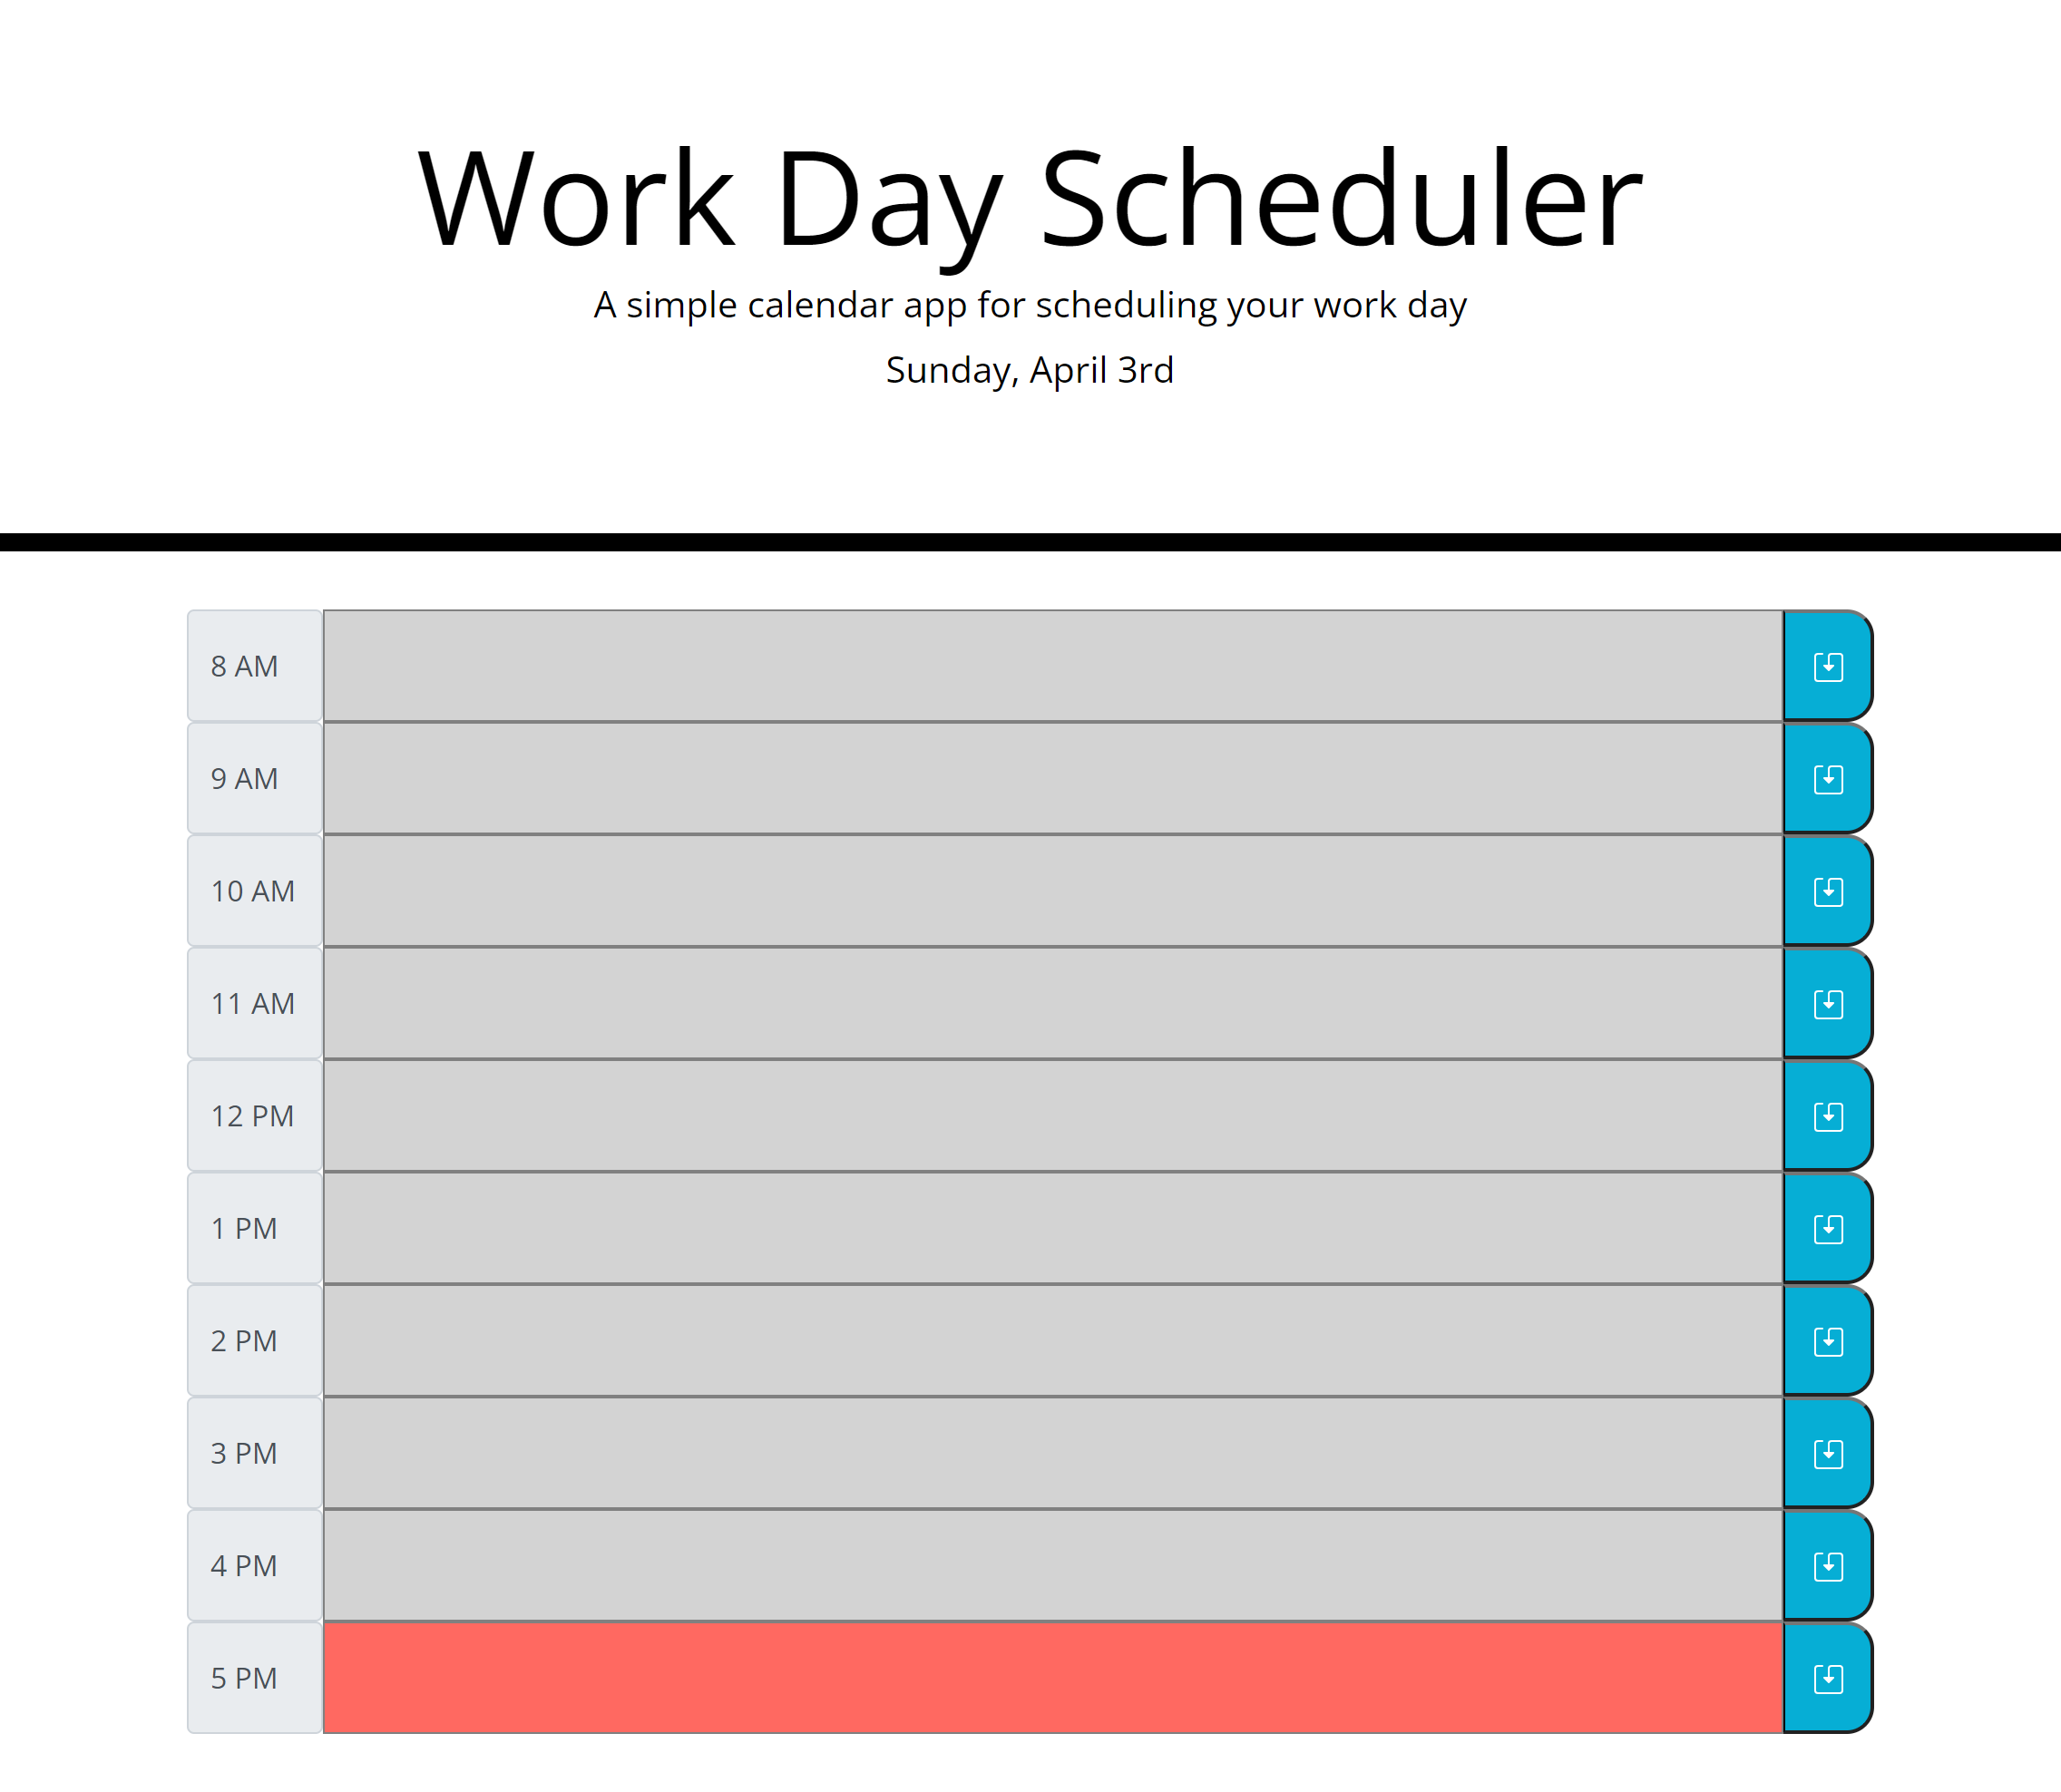 Work Day Scheduler
A simple calendar app for scheduling your work day
Sunday, April 3rd
8 AM
9 AM
10 AM
11 AM
12 PM
1 PM
2 PM
3 PM
4 PM
5 PM